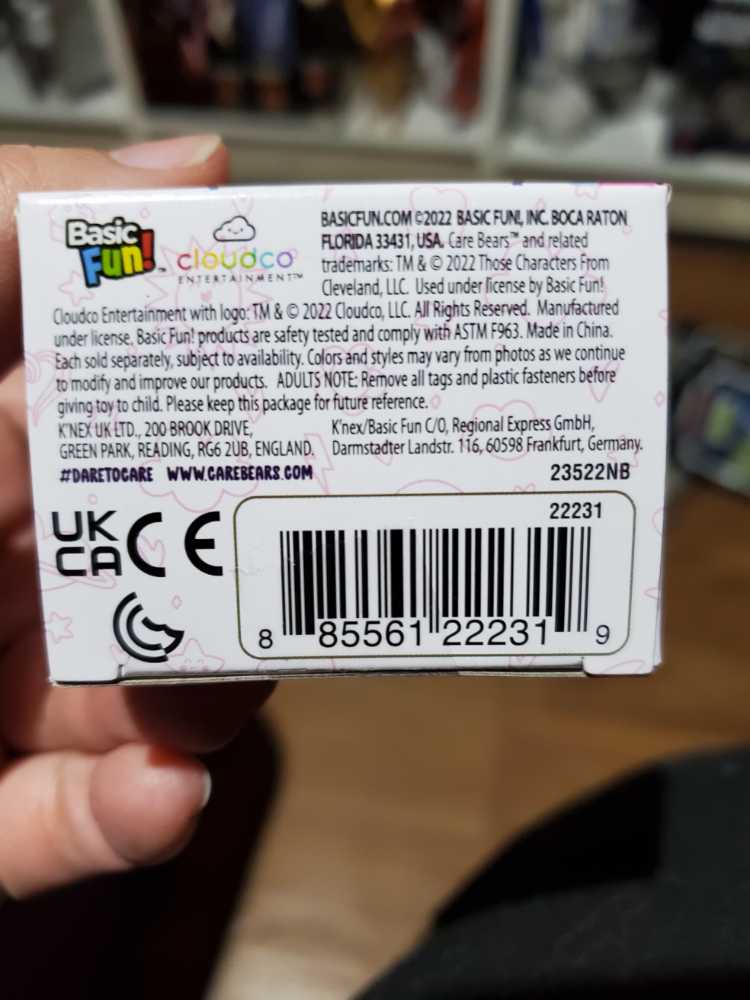 Basic Fun! ™
cloudco
ENTERTAINMENT™
BASICFUN.COM ©2022 BASIC FUN!, INC. BOCA RATON
FLORIDA 33431, USA. Care Bears™ and related
trademarks: TM & © 2022 Those Characters From
Cleveland, LLC. Used under license by Basic Fun!
Cloudco Entertainment with logo: TM & © 2022 Cloudco, LLC. All Rights Reserved. Manufactured
under license, Basic Fun! products are safety tested and comply with ASTM F963. Made in China.
Each sold separately, subject to availability. Colors and styles may vary from photos as we continue
to modify and improve our products. ADULTS NOTE: Remove all tags and plastic fasteners before
giving toy to child. Please keep this package for future reference.
K'NEX UK LTD., 200 BROOK DRIVE,
GREEN PARK, READING, RG6 2UB, ENGLAND.
K'nex/Basic Fun C/O, Regional Express GmbH,
Darmstadter Landstr. 116, 60598 Frankfurt, Germany.
#DARETOCARE WWW.CAREBEARS.COM
23522NB
UK
CA
CE
22231
8 85561 22231 9